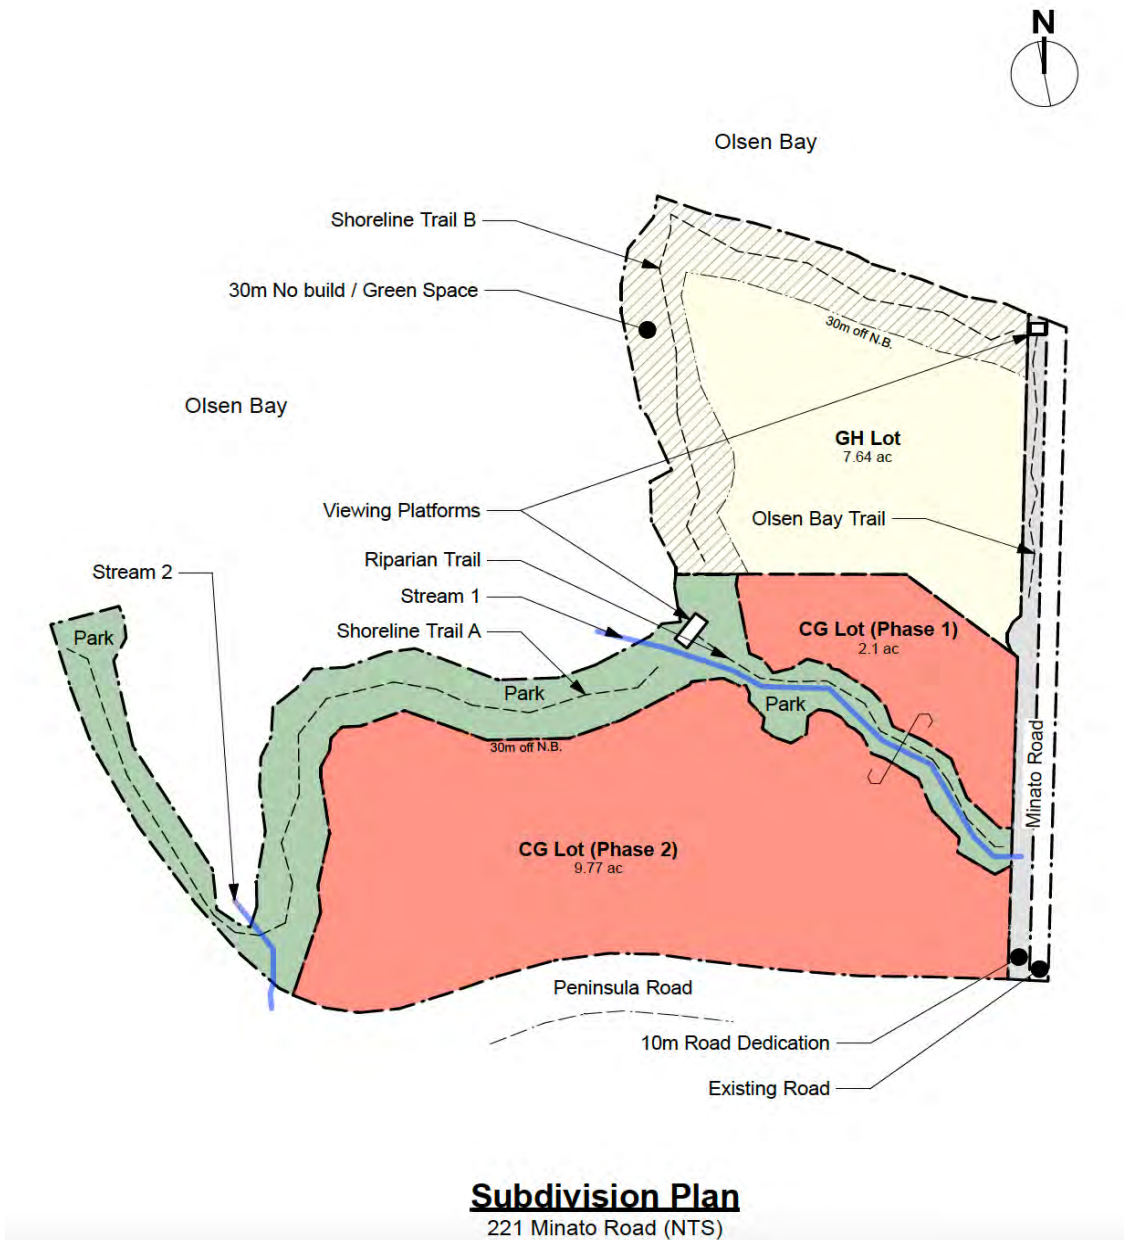 N
Olsen Bay
Shoreline Trail B
30m No build / Green Space
30m off N.B.
Olsen Bay
GH Lot
7.64 ac
Viewing Platforms
Olsen Bay Trail
Riparian Trail
Stream 2
Stream 1
Shoreline Trail A
Park
CG Lot (Phase 1)
2.1 ac
Park
Park
30m off N.B.
Minato Road
CG Lot (Phase 2)
9.77 ac
Peninsula Road
10m Road Dedication
Existing Road
Subdivision Plan
221 Minato Road (NTS)